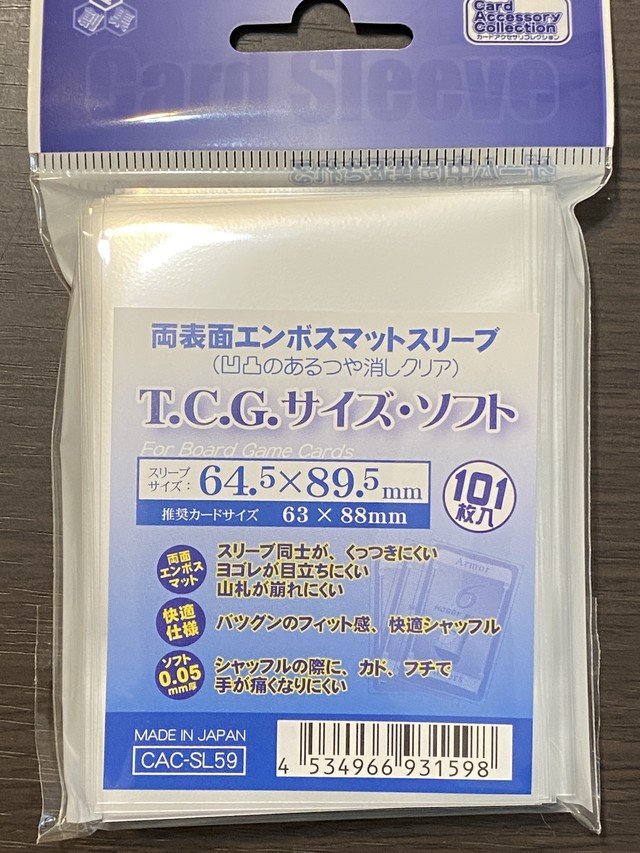 Card
Accessory
Collection
カードアクセサリコレクション
Card Sleeve
両表面エンボスマットスリーブ
(凹凸のあるつや消しクリア)
T.C.G.サイズ・ソフト
For Board Game Cards
スリーブ
サイズ: 64.5×89.5mm
推奨カードサイズ 63×88mm
101
枚入
両面
エンボス
マット
スリーブ同士が、くっつきにくい
ヨゴレが目立ちにくい
山札が崩れにくい
快適
仕様
バツグンのフィット感、快適シャッフル
ソフト
0.05
mm厚
シャッフルの際に、カド、フチで
手が痛くなりにくい
Armor
MADE IN JAPAN
CAC-SL59
4 534966 931598